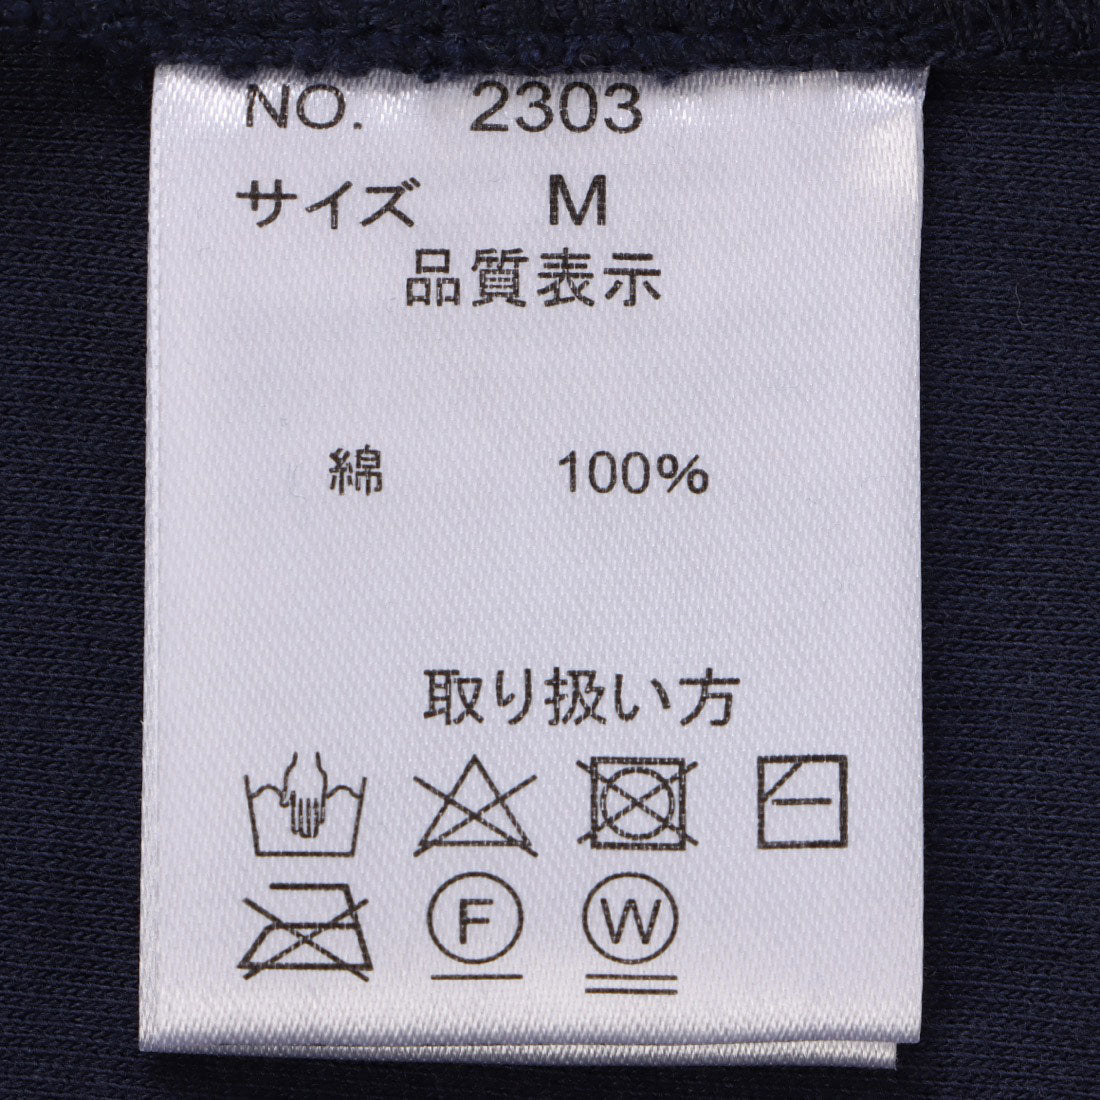 NO. 2303
サイズ M
品質表示
綿 100%
取り扱い方
F W